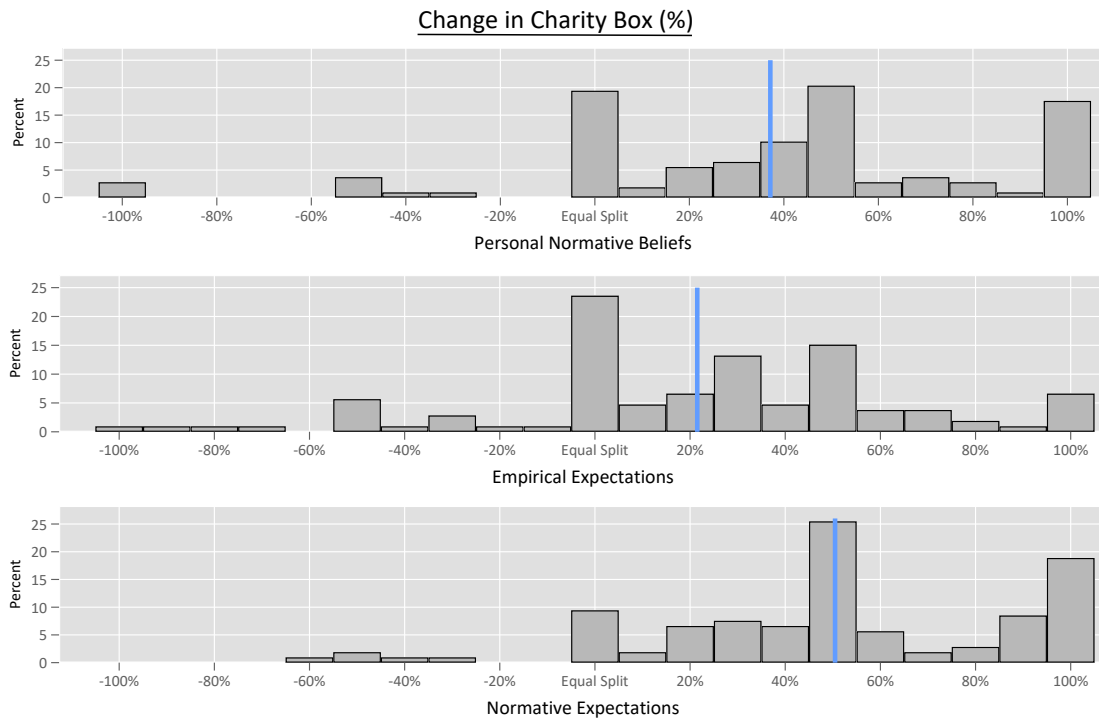 Change in Charity Box (%)
25
20
15
10
5
0
Percent
-100% -80% -60% -40% -20% Equal Split 20% 40% 60% 80% 100%
Personal Normative Beliefs
25
20
15
10
5
0
Percent
-100% -80% -60% -40% -20% Equal Split 20% 40% 60% 80% 100%
Empirical Expectations
25
20
15
10
5
0
Percent
-100% -80% -60% -40% -20% Equal Split 20% 40% 60% 80% 100%
Normative Expectations